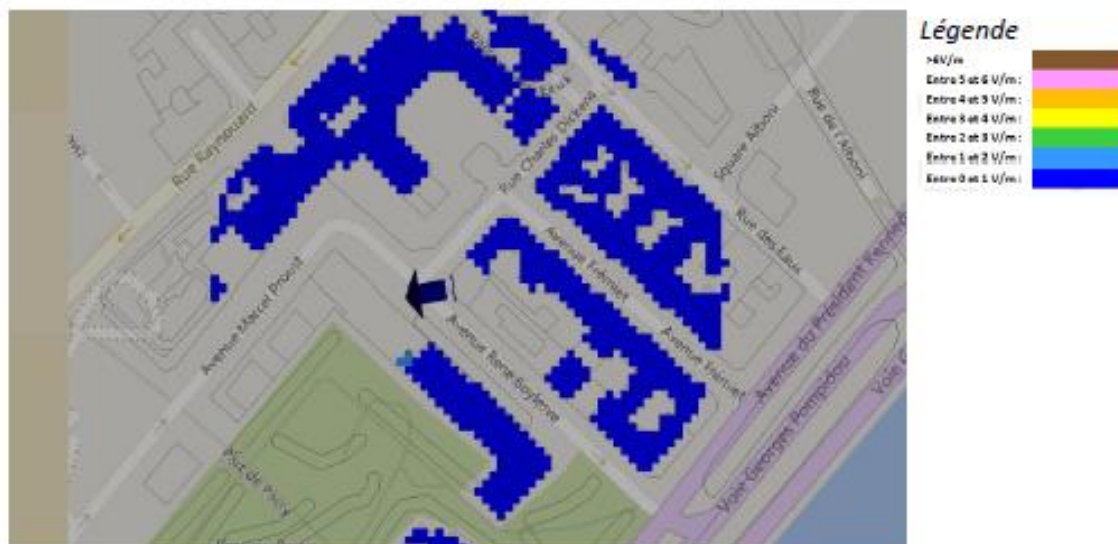 Légende
>6V/m
Entre 5 et 6 V/m :
Entre 4 et 5 V/m :
Entre 3 et 4 V/m :
Entre 2 et 3 V/m :
Entre 1 et 2 V/m :
Entre 0 et 1 V/m :
Rue Raynouard
Rue Charles Dickens
Square Alboni
Rue de l'Alboni
Rue des Eaux
Avenue Frémiet
Avenue Frémiet
Avenue Marcel Proust
Avenue René Boylesve
Avenue du Président Kenne
Voie Georges Pompidou
Voie G